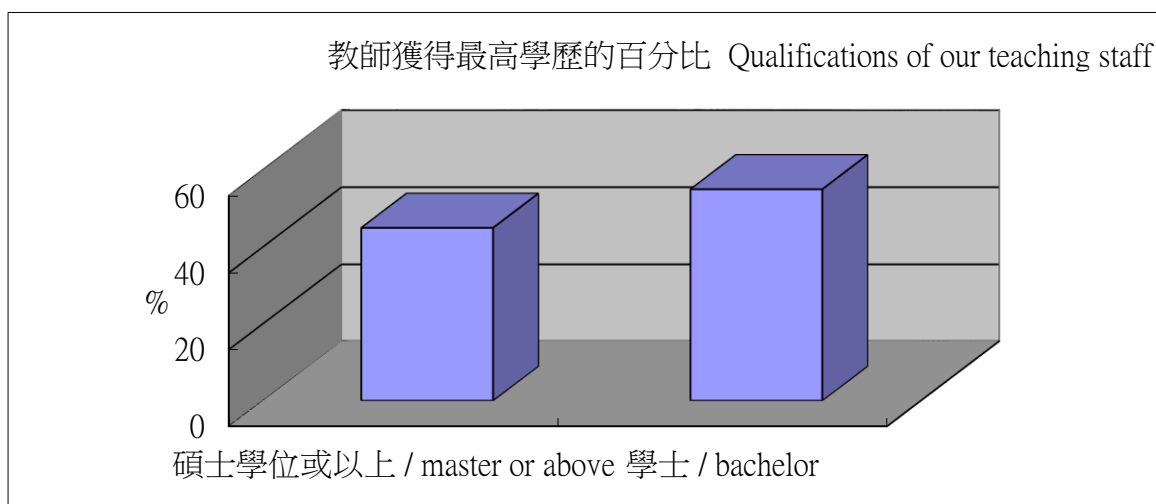 教師獲得最高學歷的百分比 Qualifications of our teaching staff
60
40
%
20
0
碩士學位或以上 / master or above 學士 / bachelor